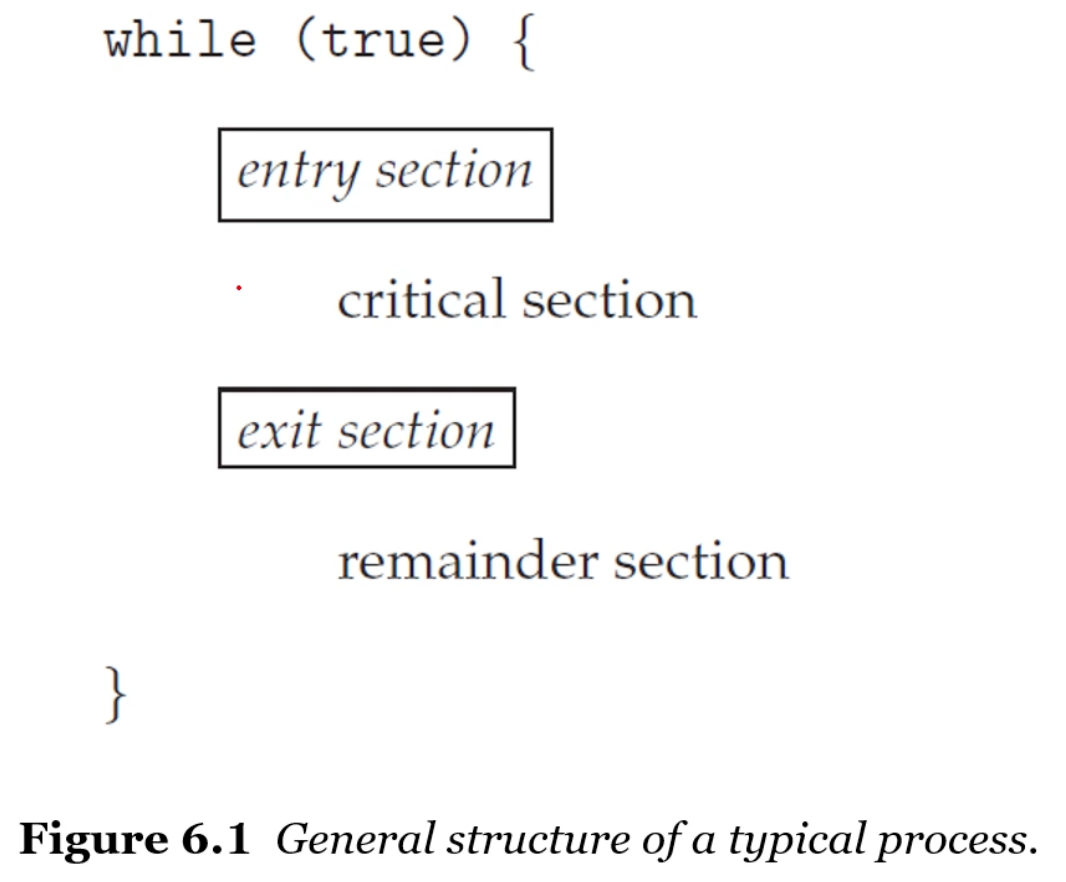 while (true) {
entry section
critical section
exit section
remainder section
}
Figure 6.1 General structure of a typical process.